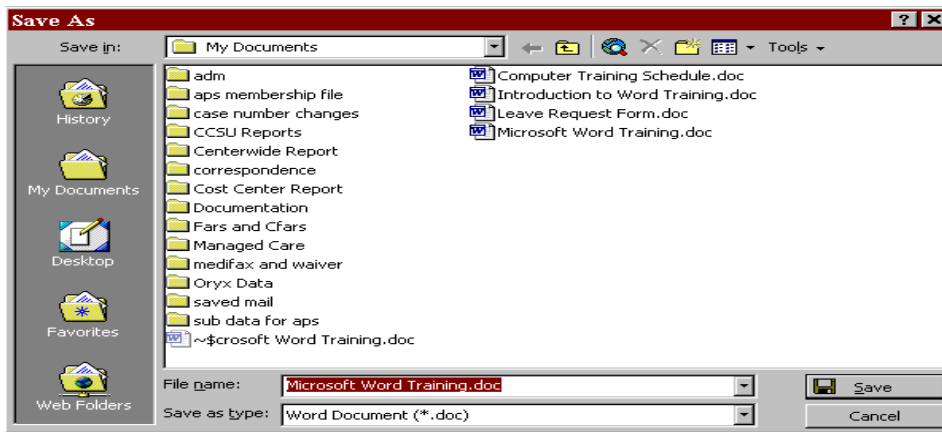 Save As
Save in: My Documents Tools
History
My Documents
Desktop
Favorites
Web Folders
adm
aps membership file
case number changes
CCSU Reports
Centerwide Report
correspondence
Cost Center Report
Documentation
Fars and Cfars
Managed Care
medifax and waiver
Oryx Data
saved mail
sub data for aps
~$crosoft Word Training.doc
Computer Training Schedule.doc
Introduction to Word Training.doc
Leave Request Form.doc
Microsoft Word Training.doc
File name: Microsoft Word Training.doc Save
Save as type: Word Document (*.doc) Cancel